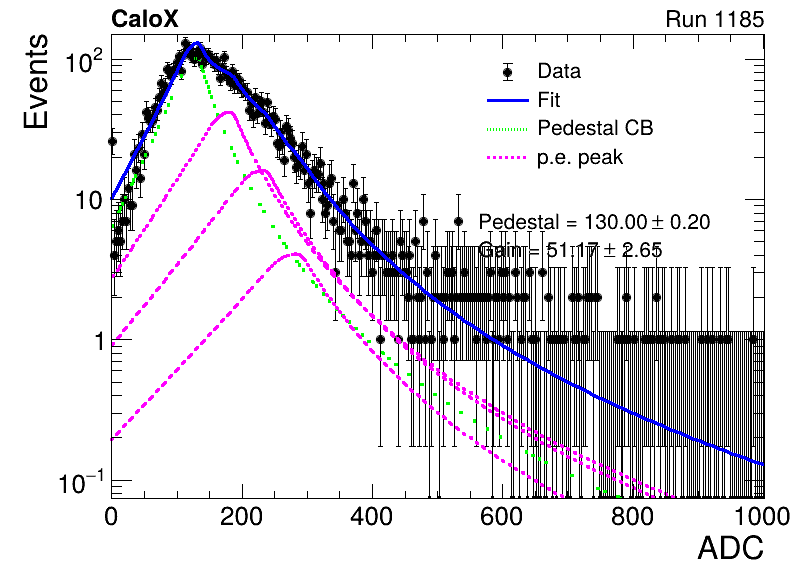 CaloX Run 1185
Events
10²
10
1
10⁻¹
Data
Fit
Pedestal CB
p.e. peak
Pedestal = 130.00 ± 0.20
Gain = 51.17 ± 2.65
0 200 400 600 800 1000
ADC